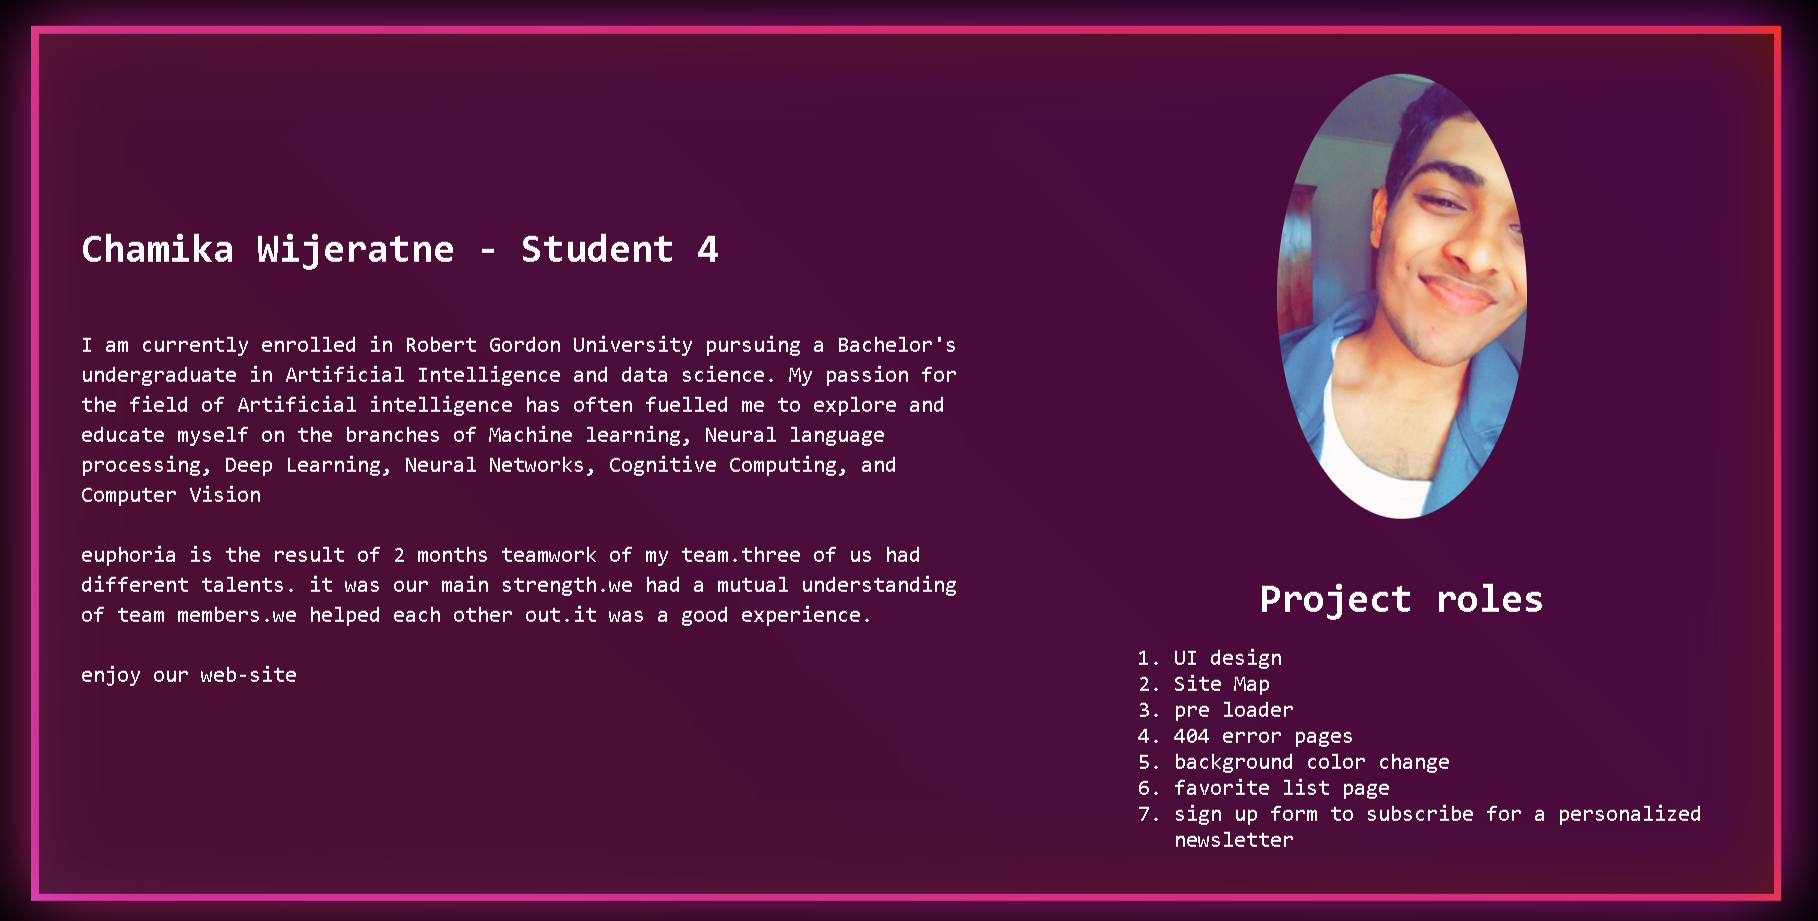 Chamika Wijeratne - Student 4
I am currently enrolled in Robert Gordon University pursuing a Bachelor's
undergraduate in Artificial Intelligence and data science. My passion for
the field of Artificial intelligence has often fuelled me to explore and
educate myself on the branches of Machine learning, Neural language
processing, Deep Learning, Neural Networks, Cognitive Computing, and
Computer Vision
euphoria is the result of 2 months teamwork of my team.three of us had
different talents. it was our main strength.we had a mutual understanding
of team members.we helped each other out.it was a good experience.
enjoy our web-site
Project roles
1. UI design
2. Site Map
3. pre loader
4. 404 error pages
5. background color change
6. favorite list page
7. sign up form to subscribe for a personalized
newsletter